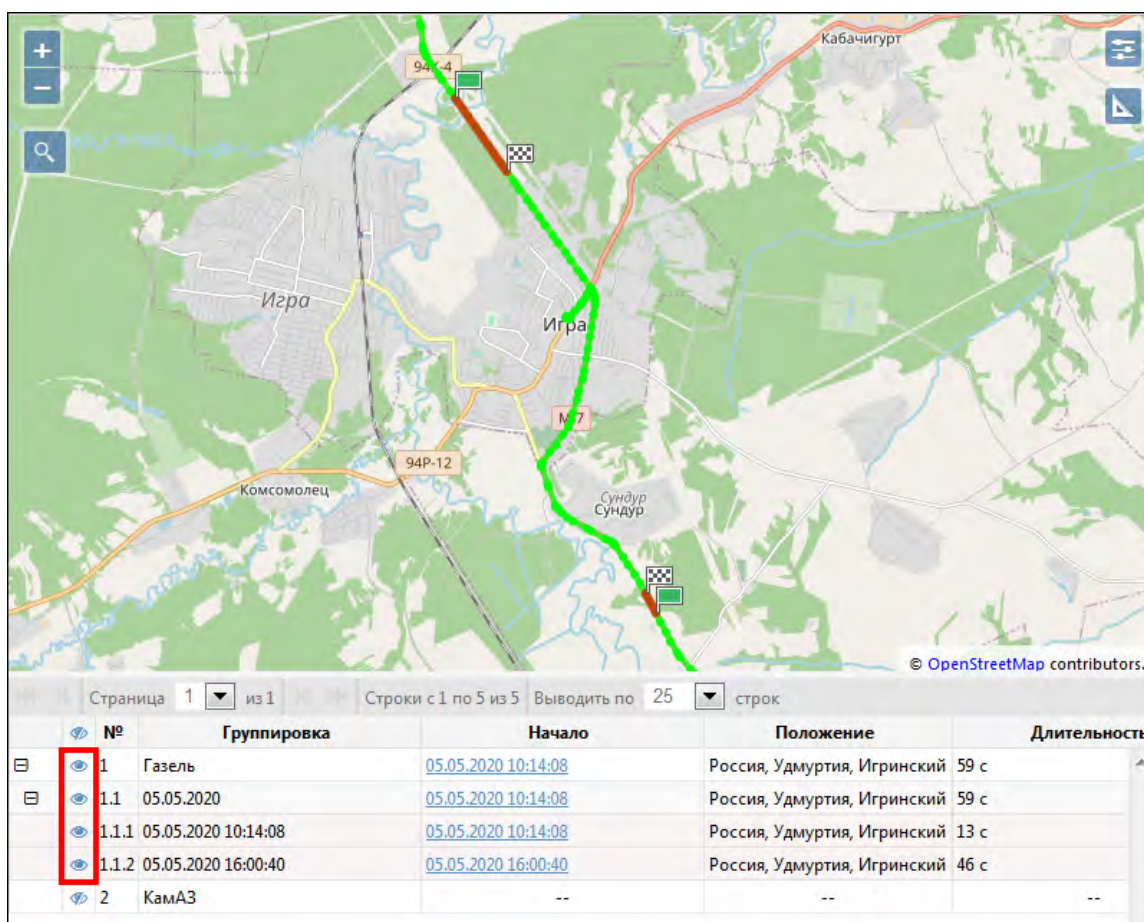 +
−
Кабачигурт
94К-4
Игра
Игра
М-7
94Р-12
Комсомолец
Сундур
Сундур
© OpenStreetMap contributors.
Страница 1 из 1 Строки с 1 по 5 из 5 Выводить по 25 строк
№ Группировка Начало Положение Длительность
1 Газель 05.05.2020 10:14:08 Россия, Удмуртия, Игринский 59 с
1.1 05.05.2020 05.05.2020 10:14:08 Россия, Удмуртия, Игринский 59 с
1.1.1 05.05.2020 10:14:08 05.05.2020 10:14:08 Россия, Удмуртия, Игринский 13 с
1.1.2 05.05.2020 16:00:40 05.05.2020 16:00:40 Россия, Удмуртия, Игринский 46 с
2 КамАЗ -- -- --